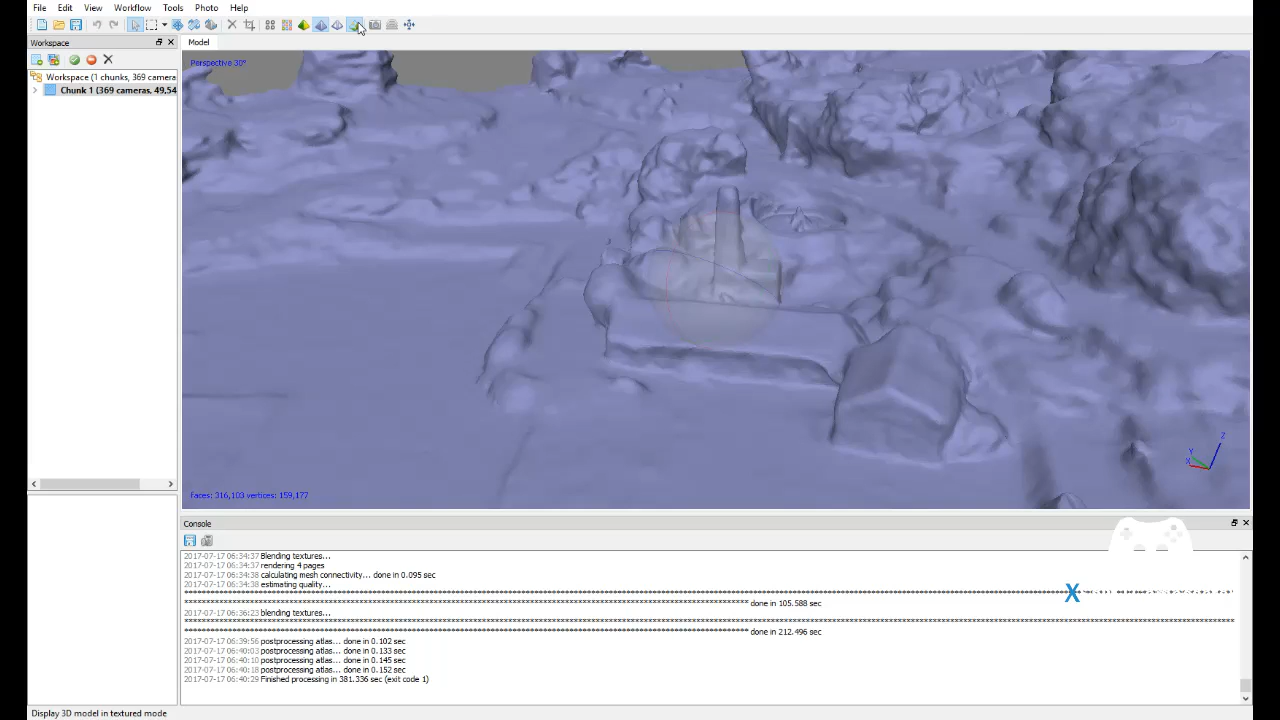 File Edit View Workflow Tools Photo Help
Workspace
Model
Perspective 30°
Workspace (1 chunks, 369 camera
Chunk 1 (369 cameras, 49,54
Z
Y
X
faces: 316,103 vertices: 159,177
Console
2017-07-17 06:34:37 Blending textures...
2017-07-17 06:34:37 rendering 4 pages
2017-07-17 06:34:38 calculating mesh connectivity... done in 0.095 sec
2017-07-17 06:34:38 estimating quality...
done in 105.588 sec
2017-07-17 06:36:23 blending textures...
done in 212.496 sec
2017-07-17 06:39:56 postprocessing atlas... done in 0.102 sec
2017-07-17 06:40:03 postprocessing atlas... done in 0.133 sec
2017-07-17 06:40:10 postprocessing atlas... done in 0.145 sec
2017-07-17 06:40:18 postprocessing atlas... done in 0.152 sec
2017-07-17 06:40:29 Finished processing in 381.336 sec (exit code 1)
Display 3D model in textured mode